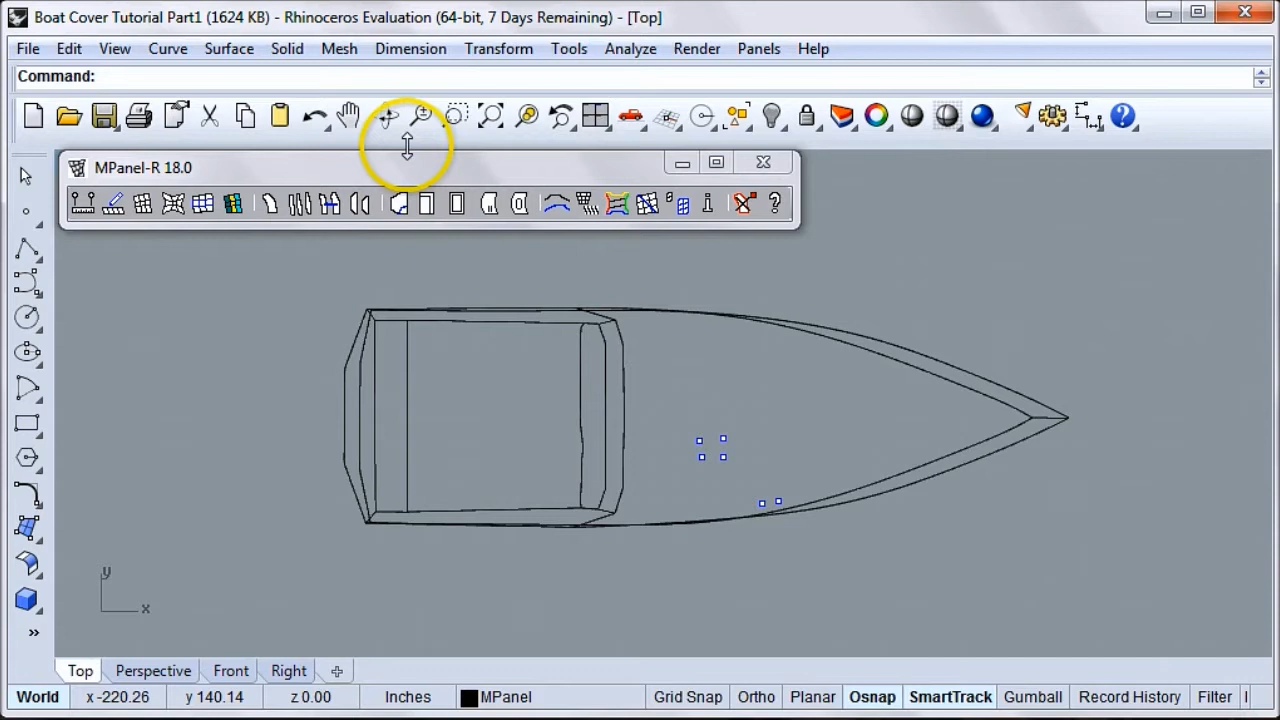 Boat Cover Tutorial Part1 (1624 KB) - Rhinoceros Evaluation (64-bit, 7 Days Remaining) - [Top]
File Edit View Curve Surface Solid Mesh Dimension Transform Tools Analyze Render Panels Help
Command:
MPanel-R 18.0
y
x
Top Perspective Front Right
World x -220.26 y 140.14 z 0.00 Inches MPanel Grid Snap Ortho Planar Osnap SmartTrack Gumball Record History Filter